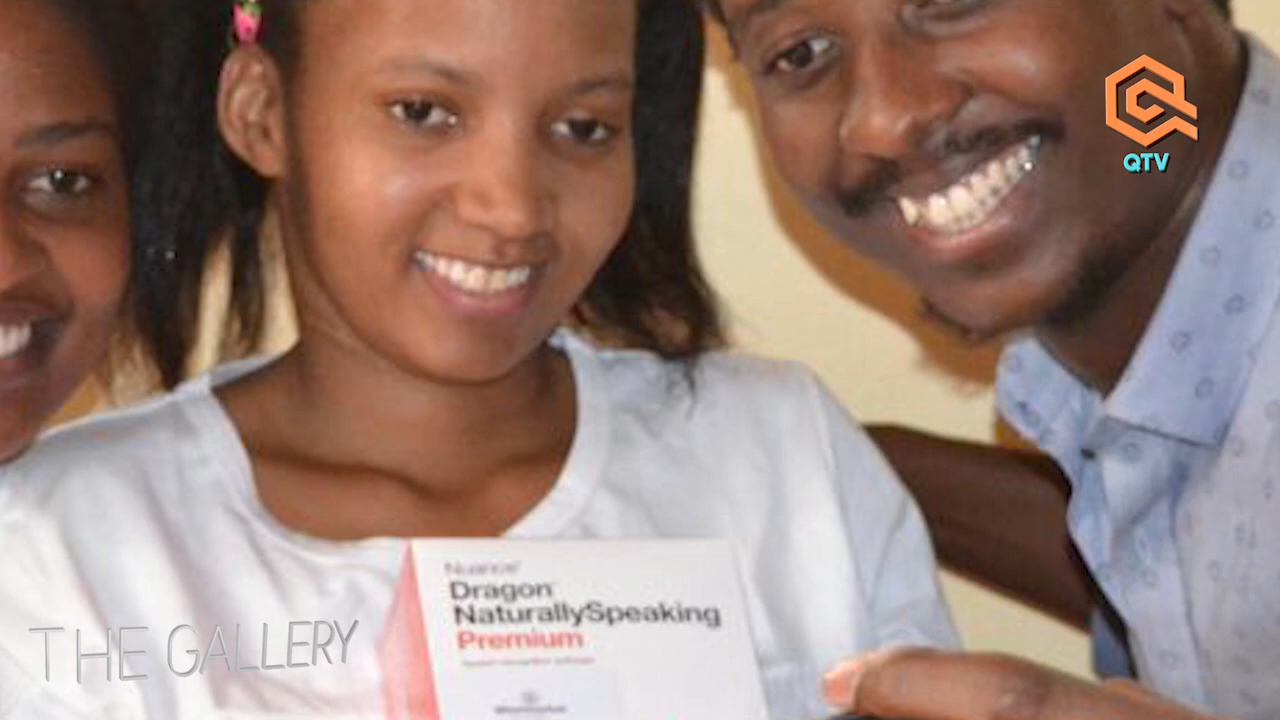 QTV
Nuance
Dragon
NaturallySpeaking
Premium
THE GALLERY